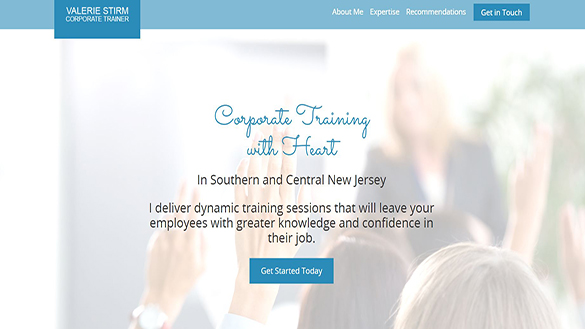 VALERIE STIRM
CORPORATE TRAINER
About Me Expertise Recommendations Get in Touch
Corporate Training
with Heart
In Southern and Central New Jersey
I deliver dynamic training sessions that will leave your
employees with greater knowledge and confidence in
their job.
Get Started Today